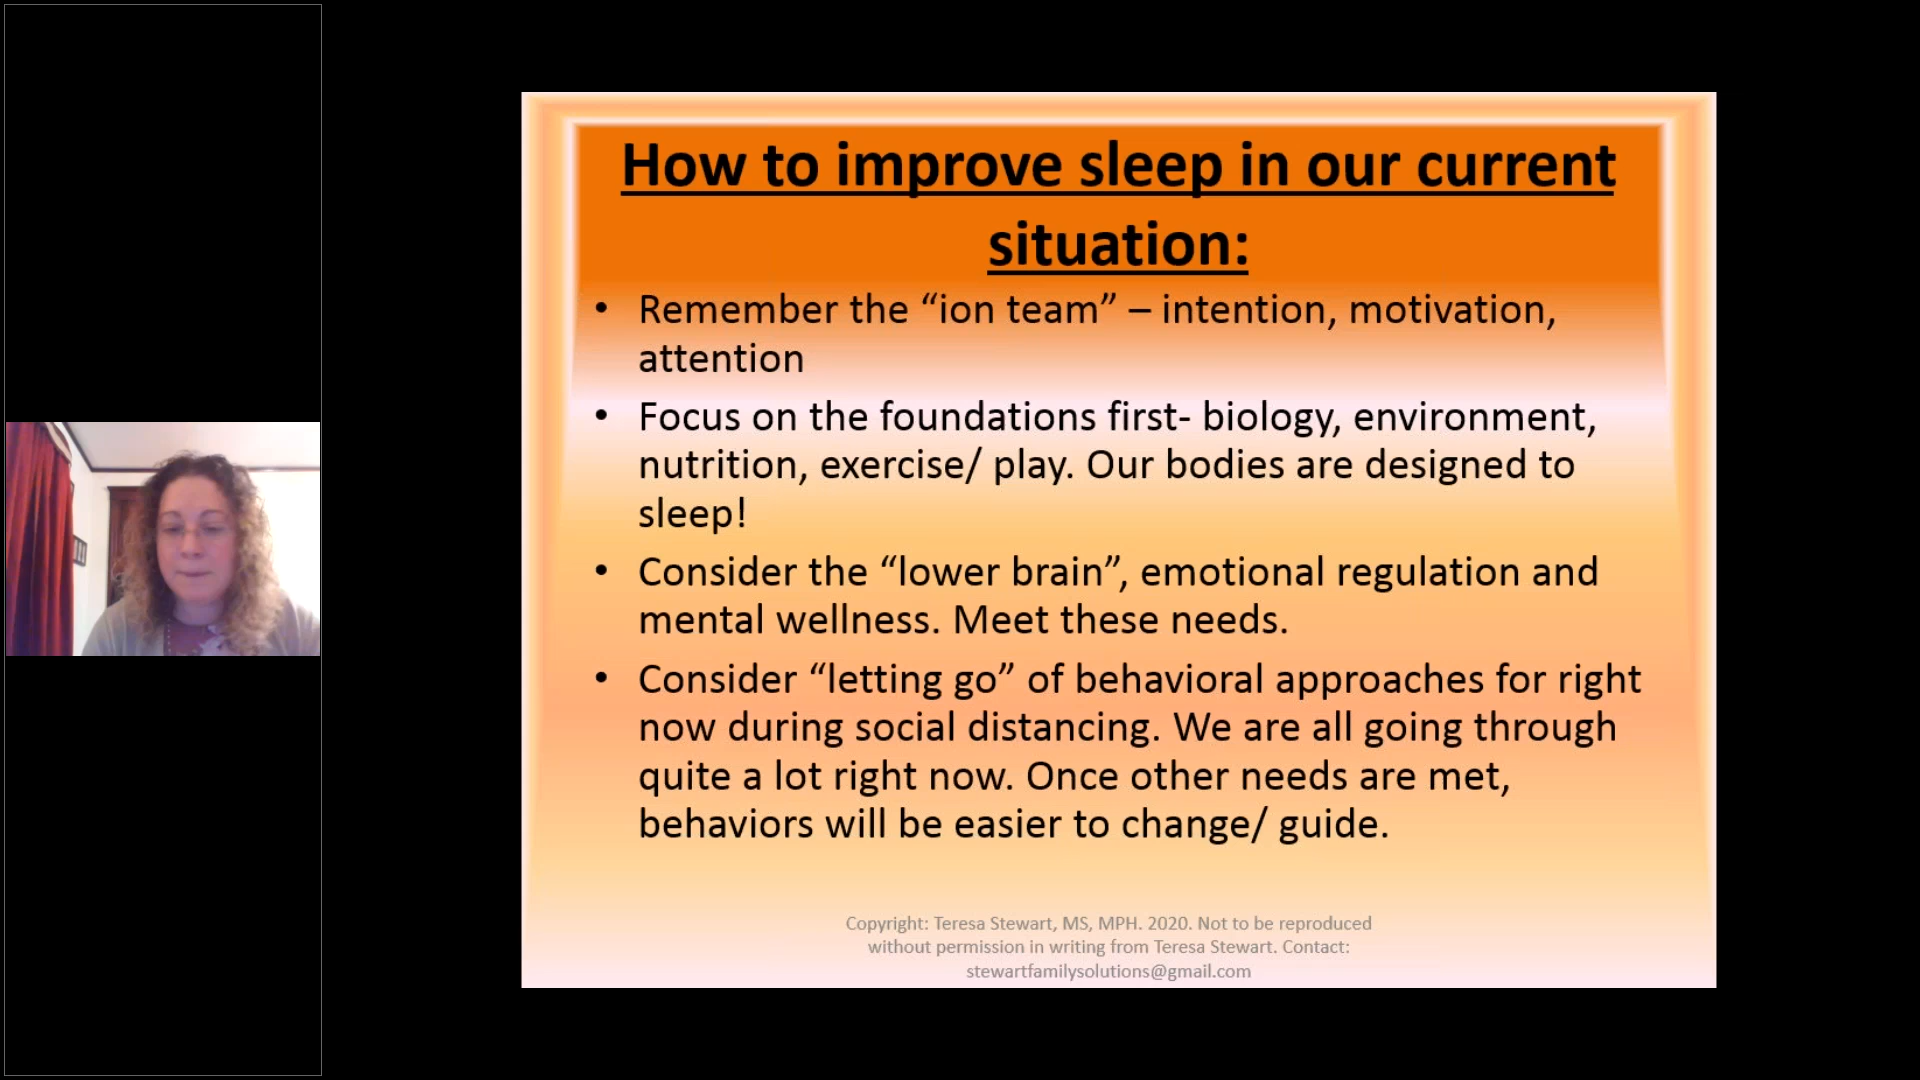 How to improve sleep in our current
situation:
• Remember the “ion team” – intention, motivation,
attention
• Focus on the foundations first- biology, environment,
nutrition, exercise/ play. Our bodies are designed to
sleep!
• Consider the “lower brain”, emotional regulation and
mental wellness. Meet these needs.
• Consider “letting go” of behavioral approaches for right
now during social distancing. We are all going through
quite a lot right now. Once other needs are met,
behaviors will be easier to change/ guide.
Copyright: Teresa Stewart, MS, MPH. 2020. Not to be reproduced
without permission in writing from Teresa Stewart. Contact:
stewartfamilysolutions@gmail.com